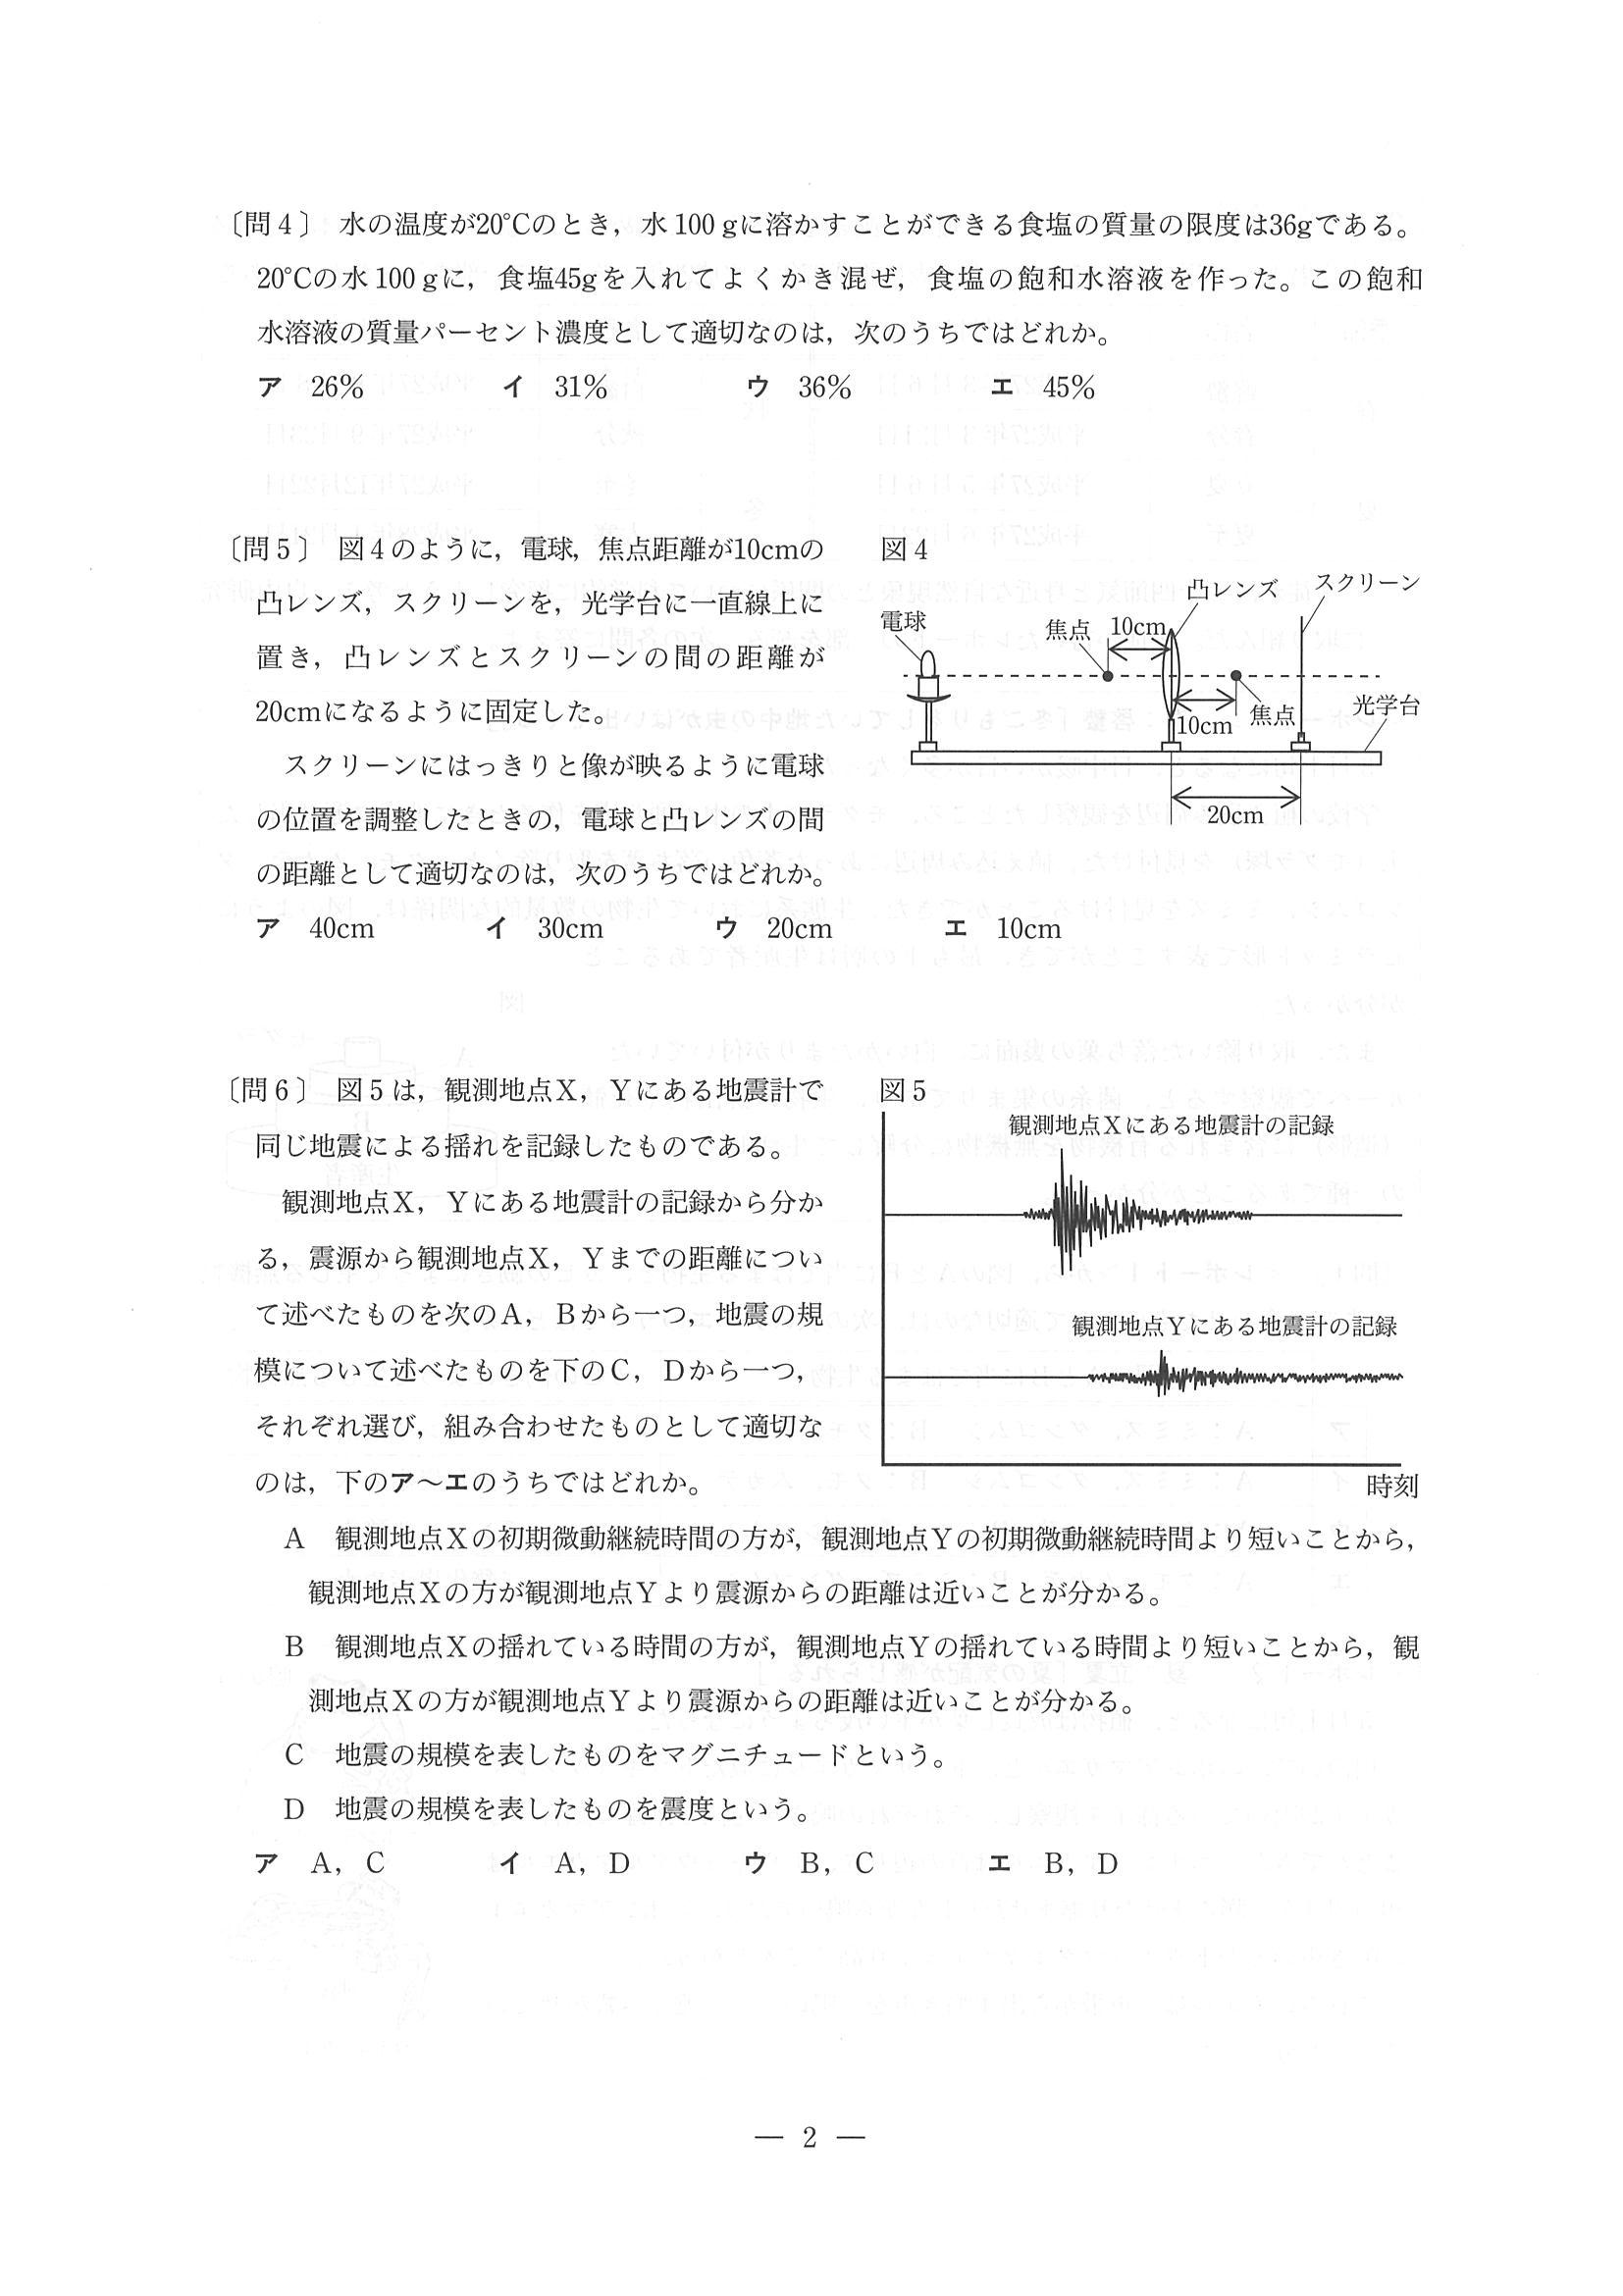 〔問4〕 水の温度が20℃のとき，水100gに溶かすことができる食塩の質量の限度は36gである。
20℃の水100gに，食塩45gを入れてよくかき混ぜ，食塩の飽和水溶液を作った。この飽和
水溶液の質量パーセント濃度として適切なのは，次のうちではどれか。
ア 26% イ 31% ウ 36% エ 45%
〔問5〕 図4のように，電球，焦点距離が10cmの
凸レンズ，スクリーンを，光学台に一直線上に
置き，凸レンズとスクリーンの間の距離が
20cmになるように固定した。
スクリーンにはっきりと像が映るように電球
の位置を調整したときの，電球と凸レンズの間
の距離として適切なのは，次のうちではどれか。
ア 40cm イ 30cm ウ 20cm エ 10cm
図4
凸レンズ
スクリーン
電球
焦点
10cm
10cm
焦点
光学台
20cm
〔問6〕 図5は，観測地点X，Yにある地震計で
同じ地震による揺れを記録したものである。
観測地点X，Yにある地震計の記録から分か
る，震源から観測地点X，Yまでの距離につい
て述べたものを次のA，Bから一つ，地震の規
模について述べたものを下のC，Dから一つ，
それぞれ選び，組み合わせたものとして適切な
のは，下のア～エのうちではどれか。
図5
観測地点Xにある地震計の記録
観測地点Yにある地震計の記録
時刻
A 観測地点Xの初期微動継続時間の方が，観測地点Yの初期微動継続時間より短いことから，
観測地点Xの方が観測地点Yより震源からの距離は近いことが分かる。
B 観測地点Xの揺れている時間の方が，観測地点Yの揺れている時間より短いことから，観
測地点Xの方が観測地点Yより震源からの距離は近いことが分かる。
C 地震の規模を表したものをマグニチュードという。
D 地震の規模を表したものを震度という。
ア A，C イ A，D ウ B，C エ B，D
— 2 —